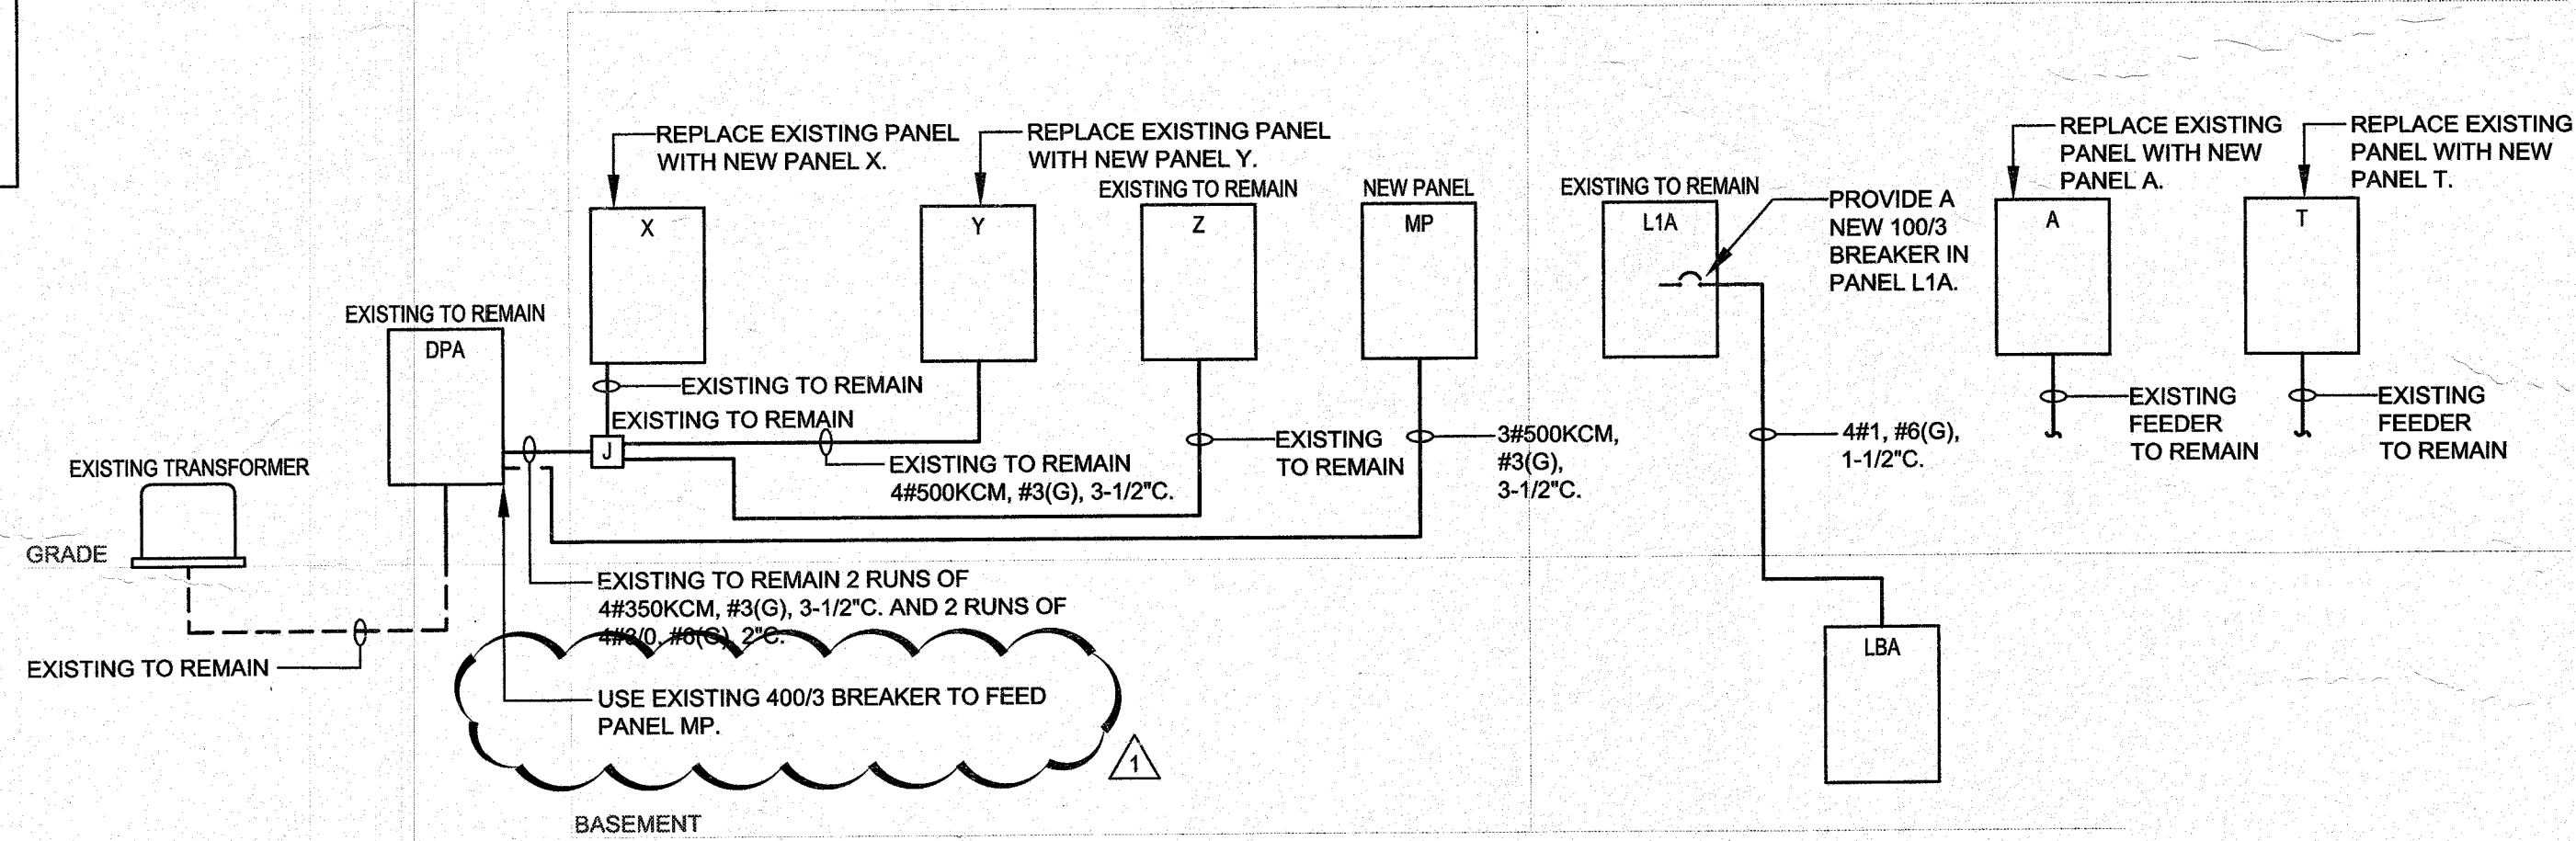 REPLACE EXISTING PANEL
WITH NEW PANEL X.
REPLACE EXISTING PANEL
WITH NEW PANEL Y.
EXISTING TO REMAIN
NEW PANEL
EXISTING TO REMAIN
PROVIDE A
NEW 100/3
BREAKER IN
PANEL L1A.
REPLACE EXISTING
PANEL WITH NEW
PANEL A.
REPLACE EXISTING
PANEL WITH NEW
PANEL T.
X
Y
Z
MP
L1A
A
T
EXISTING TO REMAIN
DPA
EXISTING TO REMAIN
EXISTING TO REMAIN
J
EXISTING TO REMAIN
4#500KCM, #3(G), 3-1/2"C.
EXISTING
TO REMAIN
3#500KCM,
#3(G),
3-1/2"C.
4#1, #6(G),
1-1/2"C.
EXISTING
FEEDER
TO REMAIN
EXISTING
FEEDER
TO REMAIN
EXISTING TRANSFORMER
GRADE
EXISTING TO REMAIN
EXISTING TO REMAIN 2 RUNS OF
4#350KCM, #3(G), 3-1/2"C. AND 2 RUNS OF
4#3/0, #6(G), 2"C.
USE EXISTING 400/3 BREAKER TO FEED
PANEL MP.
1
LBA
BASEMENT